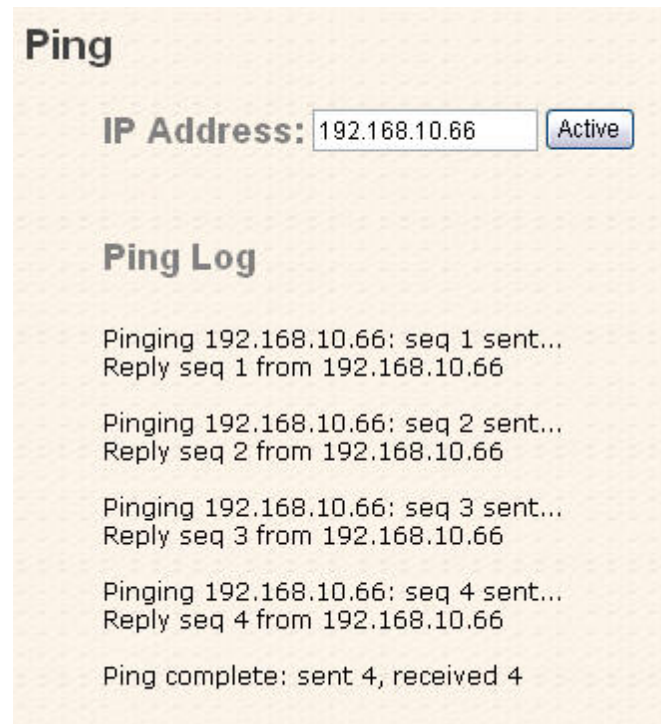 Ping
IP Address: 192.168.10.66 Active
Ping Log
Pinging 192.168.10.66: seq 1 sent...
Reply seq 1 from 192.168.10.66
Pinging 192.168.10.66: seq 2 sent...
Reply seq 2 from 192.168.10.66
Pinging 192.168.10.66: seq 3 sent...
Reply seq 3 from 192.168.10.66
Pinging 192.168.10.66: seq 4 sent...
Reply seq 4 from 192.168.10.66
Ping complete: sent 4, received 4